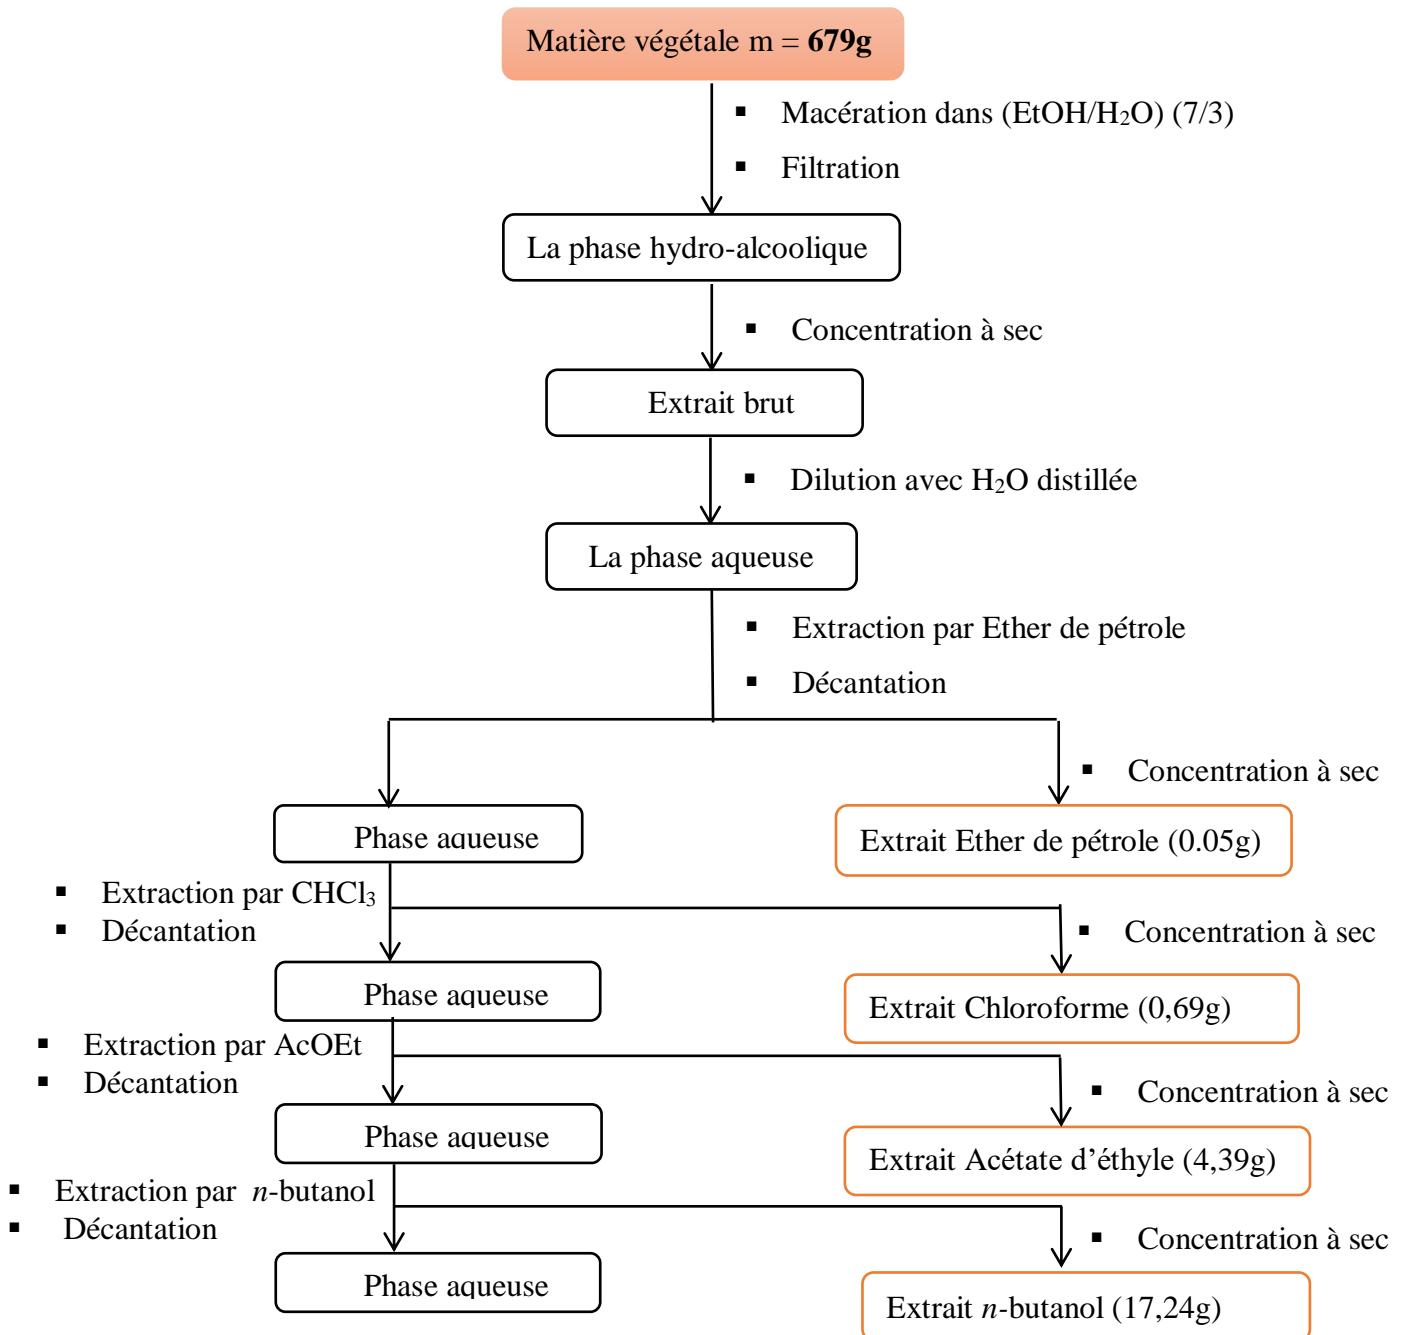 Matière végétale m = 679g
▪ Macération dans (EtOH/H₂O) (7/3)
▪ Filtration
La phase hydro-alcoolique
▪ Concentration à sec
Extrait brut
▪ Dilution avec H₂O distillée
La phase aqueuse
▪ Extraction par Ether de pétrole
▪ Décantation
▪ Concentration à sec
Phase aqueuse
Extrait Ether de pétrole (0.05g)
▪ Extraction par CHCl₃
▪ Décantation
▪ Concentration à sec
Phase aqueuse
Extrait Chloroforme (0,69g)
▪ Extraction par AcOEt
▪ Décantation
▪ Concentration à sec
Phase aqueuse
Extrait Acétate d’éthyle (4,39g)
▪ Extraction par n-butanol
▪ Décantation
▪ Concentration à sec
Phase aqueuse
Extrait n-butanol (17,24g)